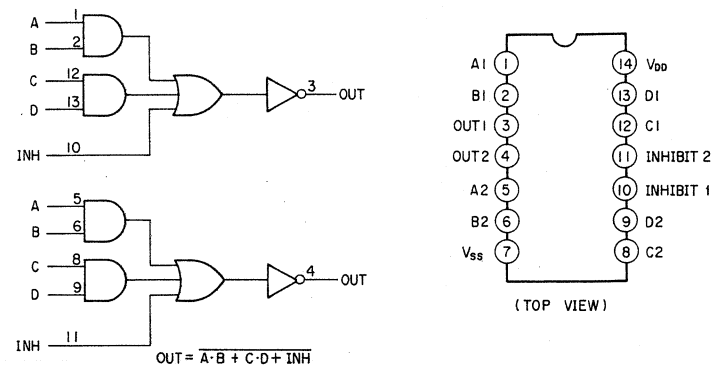 A 1
B 2
C 12
D 13
INH 10
3 OUT
A 5
B 6
C 8
D 9
INH 11
4 OUT
OUT = A·B + C·D + INH
A1 1
B1 2
OUT1 3
OUT2 4
A2 5
B2 6
VSS 7
14 VDD
13 D1
12 C1
11 INHIBIT 2
10 INHIBIT 1
9 D2
8 C2
(TOP VIEW)